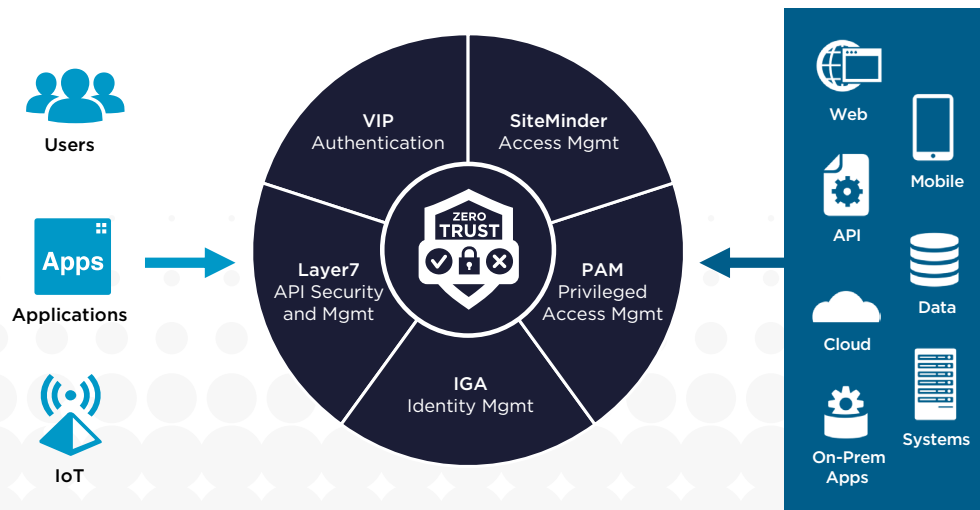 Users
Apps
Applications
IoT
VIP
Authentication
SiteMinder
Access Mgmt
Layer7
API Security
and Mgmt
ZERO
TRUST
PAM
Privileged
Access Mgmt
IGA
Identity Mgmt
Web
Mobile
API
Data
Cloud
Systems
On-Prem
Apps